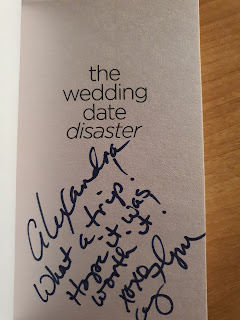 the
wedding
date
disaster
Alexandra!
What a trip!
Hope it was
worth it!
xoxo,